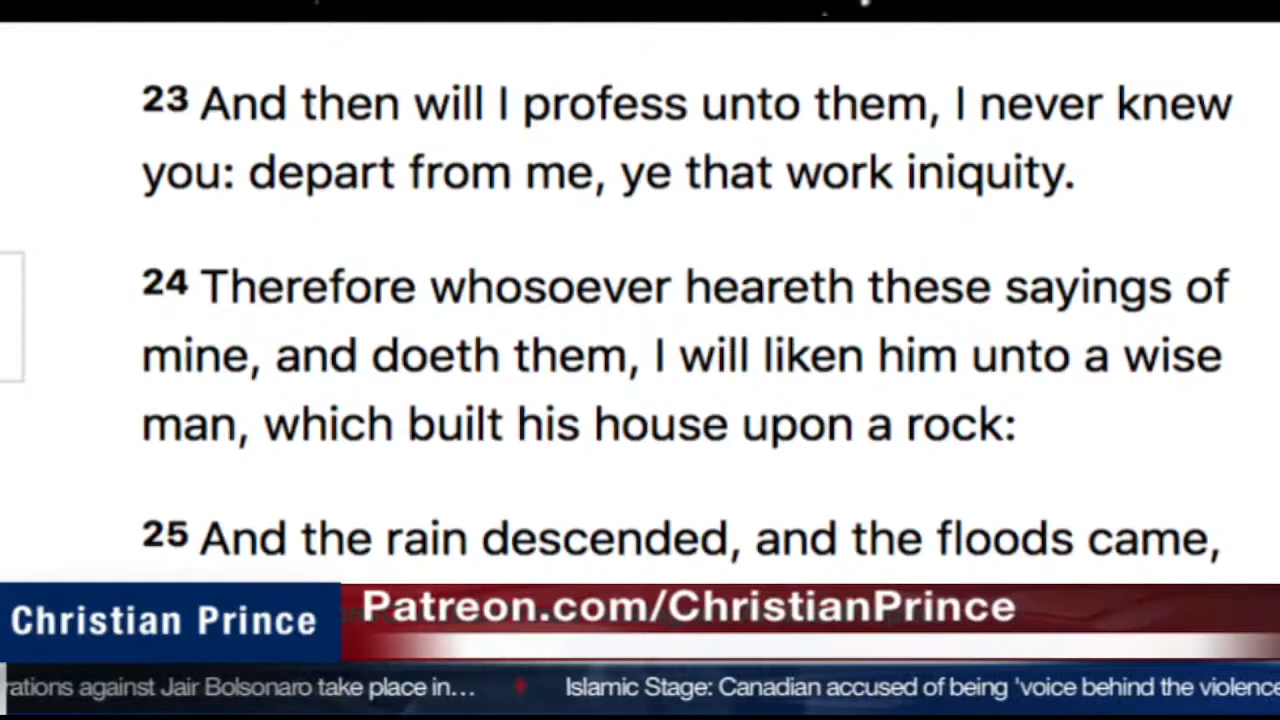 23 And then will I profess unto them, I never knew
you: depart from me, ye that work iniquity.
24 Therefore whosoever heareth these sayings of
mine, and doeth them, I will liken him unto a wise
man, which built his house upon a rock:
25 And the rain descended, and the floods came,
Christian Prince
Patreon.com/ChristianPrince
rations against Jair Bolsonaro take place in... Islamic Stage: Canadian accused of being 'voice behind the violence